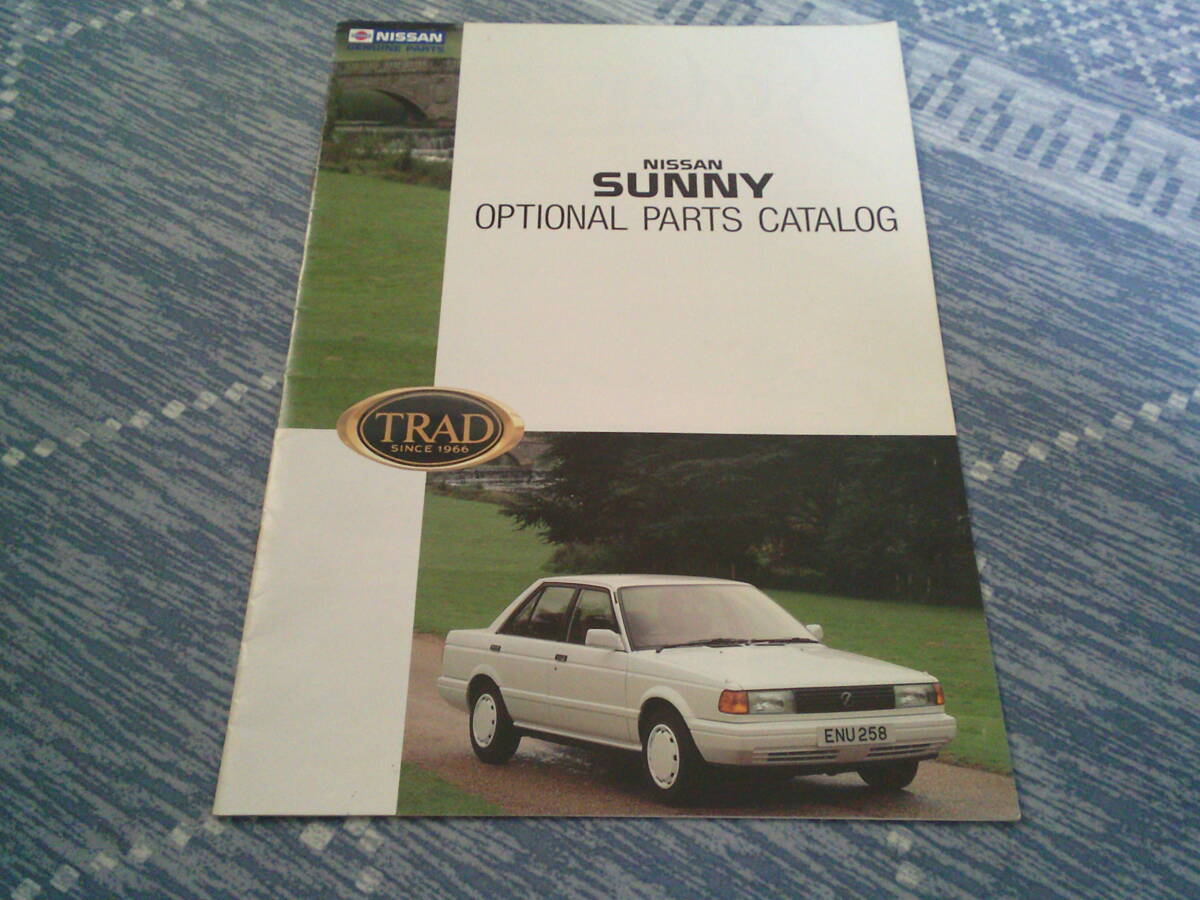 NISSAN
GENUINE PARTS
NISSAN
SUNNY
OPTIONAL PARTS CATALOG
TRAD
SINCE 1966
ENU 258